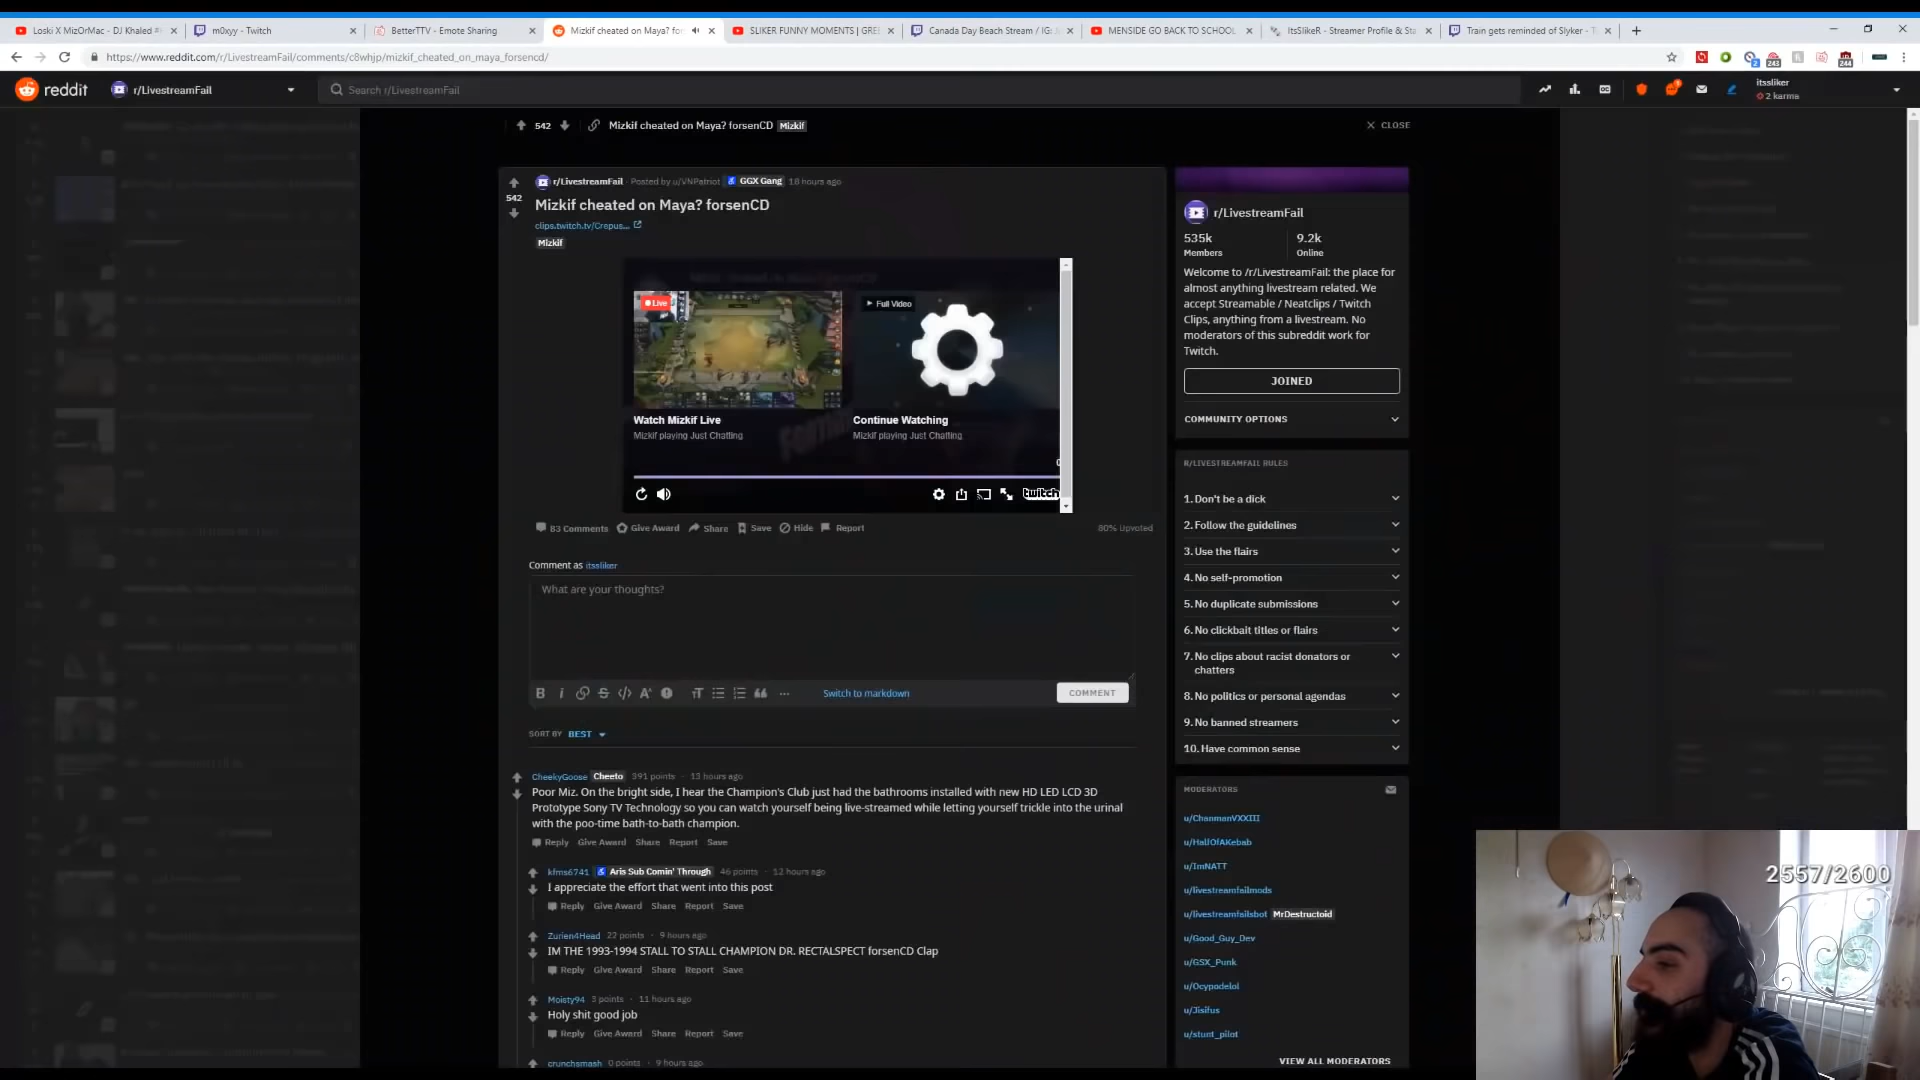 Loski X MizOrMac - DJ Khaled #
m0xyy - Twitch
BetterTTV - Emote Sharing
Mizkif cheated on Maya? for
SLIKER FUNNY MOMENTS | GRE
Canada Day Beach Stream / IG:
MENSIDE GO BACK TO SCHOOL
ItsSlikeR - Streamer Profile & Sta
Train gets reminded of Slyker - T
https://www.reddit.com/r/LivestreamFail/comments/c8whjp/mizkif_cheated_on_maya_forsencd/
2
243
244
reddit
r/LivestreamFail
Search r/LivestreamFail
itssliker
2 karma
542
Mizkif cheated on Maya? forsenCD Mizkif
CLOSE
r/LivestreamFail · Posted by u/VNPatriot GGX Gang 18 hours ago
542
Mizkif cheated on Maya? forsenCD
clips.twitch.tv/Crepus...
Mizkif
Live
Full Video
Watch Mizkif Live
Mizkif playing Just Chatting
Continue Watching
Mizkif playing Just Chatting
twitch
83 Comments Give Award Share Save Hide Report
80% Upvoted
Comment as itssliker
What are your thoughts?
Switch to markdown
COMMENT
SORT BY BEST
CheekyGoose Cheeto 391 points · 13 hours ago
Poor Miz. On the bright side, I hear the Champion's Club just had the bathrooms installed with new HD LED LCD 3D
Prototype Sony TV Technology so you can watch yourself being live-streamed while letting yourself trickle into the urinal
with the poo-time bath-to-bath champion.
Reply Give Award Share Report Save
kfms6741 Aris Sub Comin' Through 46 points · 12 hours ago
I appreciate the effort that went into this post
Reply Give Award Share Report Save
Zurien4Head 22 points · 9 hours ago
IM THE 1993-1994 STALL TO STALL CHAMPION DR. RECTALSPECT forsenCD Clap
Reply Give Award Share Report Save
Moisty94 3 points · 11 hours ago
Holy shit good job
Reply Give Award Share Report Save
crunchsmash 0 points · 9 hours ago
r/LivestreamFail
535k
Members
9.2k
Online
Welcome to /r/LivestreamFail: the place for
almost anything livestream related. We
accept Streamable / Neatclips / Twitch
Clips, anything from a livestream. No
moderators of this subreddit work for
Twitch.
JOINED
COMMUNITY OPTIONS
R/LIVESTREAMFAIL RULES
1. Don't be a dick
2. Follow the guidelines
3. Use the flairs
4. No self-promotion
5. No duplicate submissions
6. No clickbait titles or flairs
7. No clips about racist donators or
chatters
8. No politics or personal agendas
9. No banned streamers
10. Have common sense
MODERATORS
u/ChanmanVXXIII
u/HalfOfAKebab
u/ImNATT
u/livestreamfailmods
u/livestreamfailsbot MrDestructoid
u/Good_Guy_Dev
u/GSX_Punk
u/Ocypodelol
u/Jisifus
u/stunt_pilot
VIEW ALL MODERATORS
2557/2600